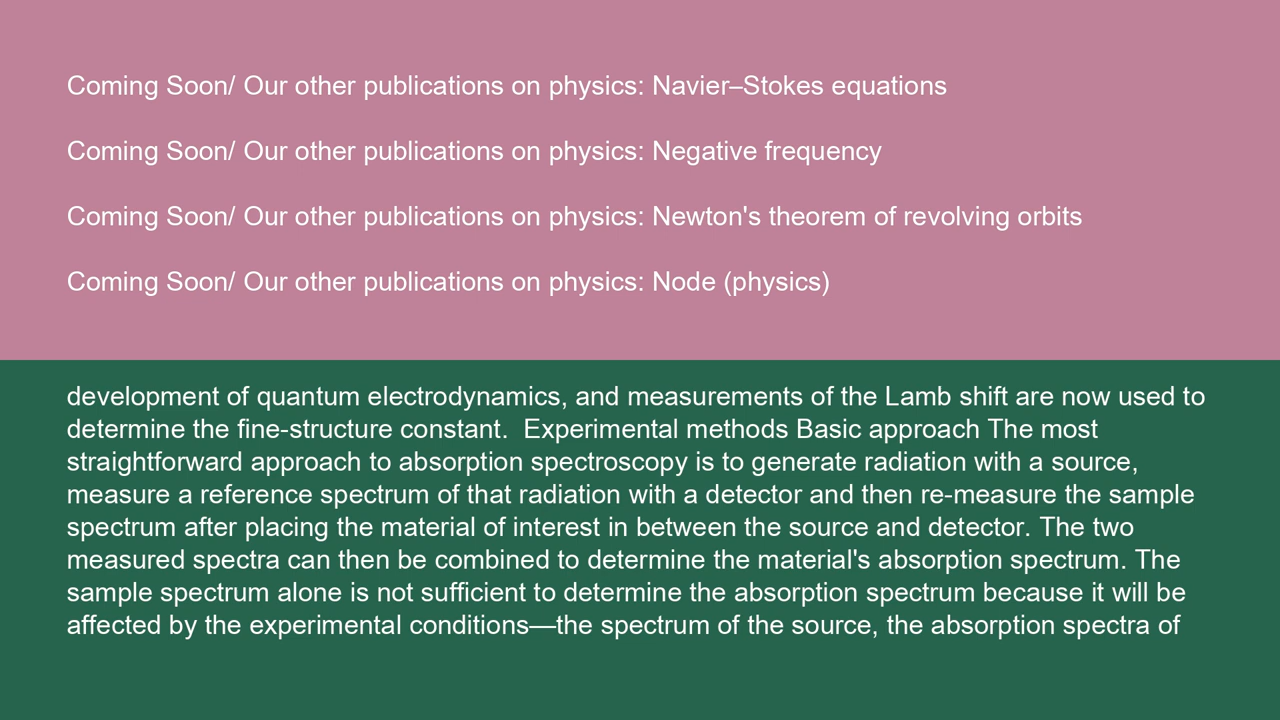 Coming Soon/ Our other publications on physics: Navier–Stokes equations
Coming Soon/ Our other publications on physics: Negative frequency
Coming Soon/ Our other publications on physics: Newton's theorem of revolving orbits
Coming Soon/ Our other publications on physics: Node (physics)
development of quantum electrodynamics, and measurements of the Lamb shift are now used to
determine the fine-structure constant.  Experimental methods Basic approach The most
straightforward approach to absorption spectroscopy is to generate radiation with a source,
measure a reference spectrum of that radiation with a detector and then re-measure the sample
spectrum after placing the material of interest in between the source and detector. The two
measured spectra can then be combined to determine the material's absorption spectrum. The
sample spectrum alone is not sufficient to determine the absorption spectrum because it will be
affected by the experimental conditions—the spectrum of the source, the absorption spectra of